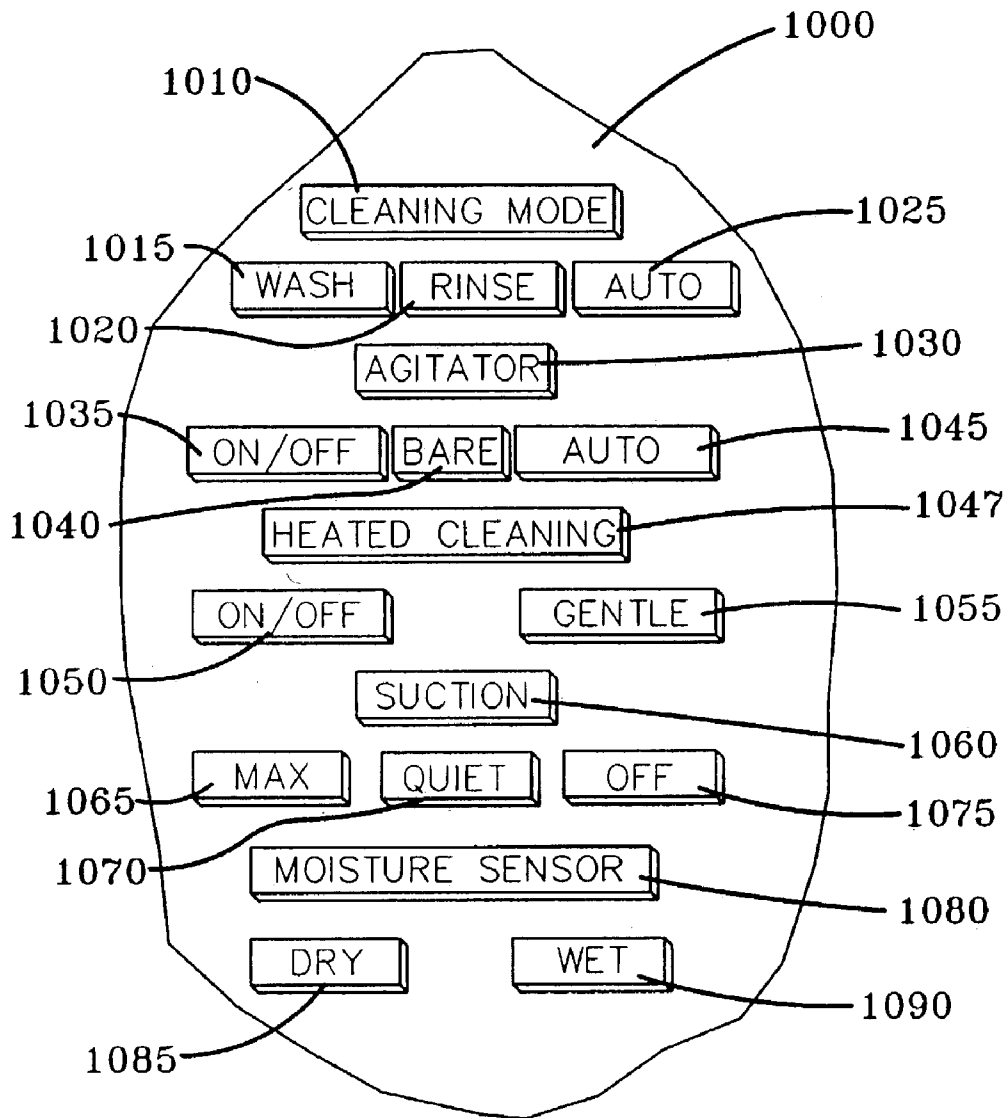 1000
1010
CLEANING MODE
1015 1025
WASH RINSE AUTO
1020
AGITATOR 1030
1035
ON/OFF BARE AUTO 1045
1040
HEATED CLEANING 1047
ON/OFF GENTLE 1055
1050
SUCTION
1060
MAX QUIET OFF
1065 1075
1070
MOISTURE SENSOR
1080
DRY WET
1090
1085